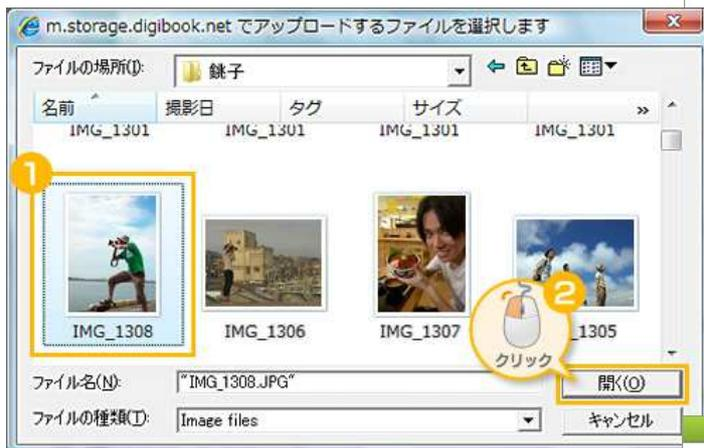 m.storage.digibook.net でアップロードするファイルを選択します
ファイルの場所(I):
銚子
名前 撮影日 タグ サイズ »
IMG_1301 IMG_1301 IMG_1301 IMG_1301
1
IMG_1308 IMG_1306 IMG_1307 _1305
2
クリック
ファイル名(N): "IMG_1308.JPG" 開く(O)
ファイルの種類(T): Image files キャンセル